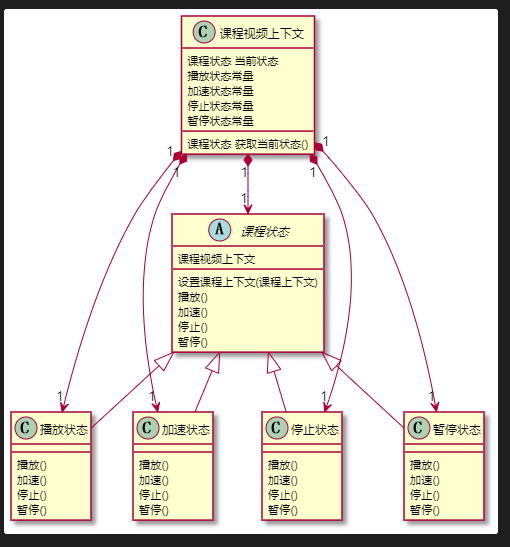 C 课程视频上下文
课程状态 当前状态
播放状态常量
加速状态常量
停止状态常量
暂停状态常量
课程状态 获取当前状态()
1
1
1
1
1
1
A 课程状态
课程视频上下文
设置课程上下文(课程上下文)
播放()
加速()
停止()
暂停()
1
1
1
1
C 播放状态
播放()
加速()
停止()
暂停()
C 加速状态
播放()
加速()
停止()
暂停()
C 停止状态
播放()
加速()
停止()
暂停()
C 暂停状态
播放()
加速()
停止()
暂停()